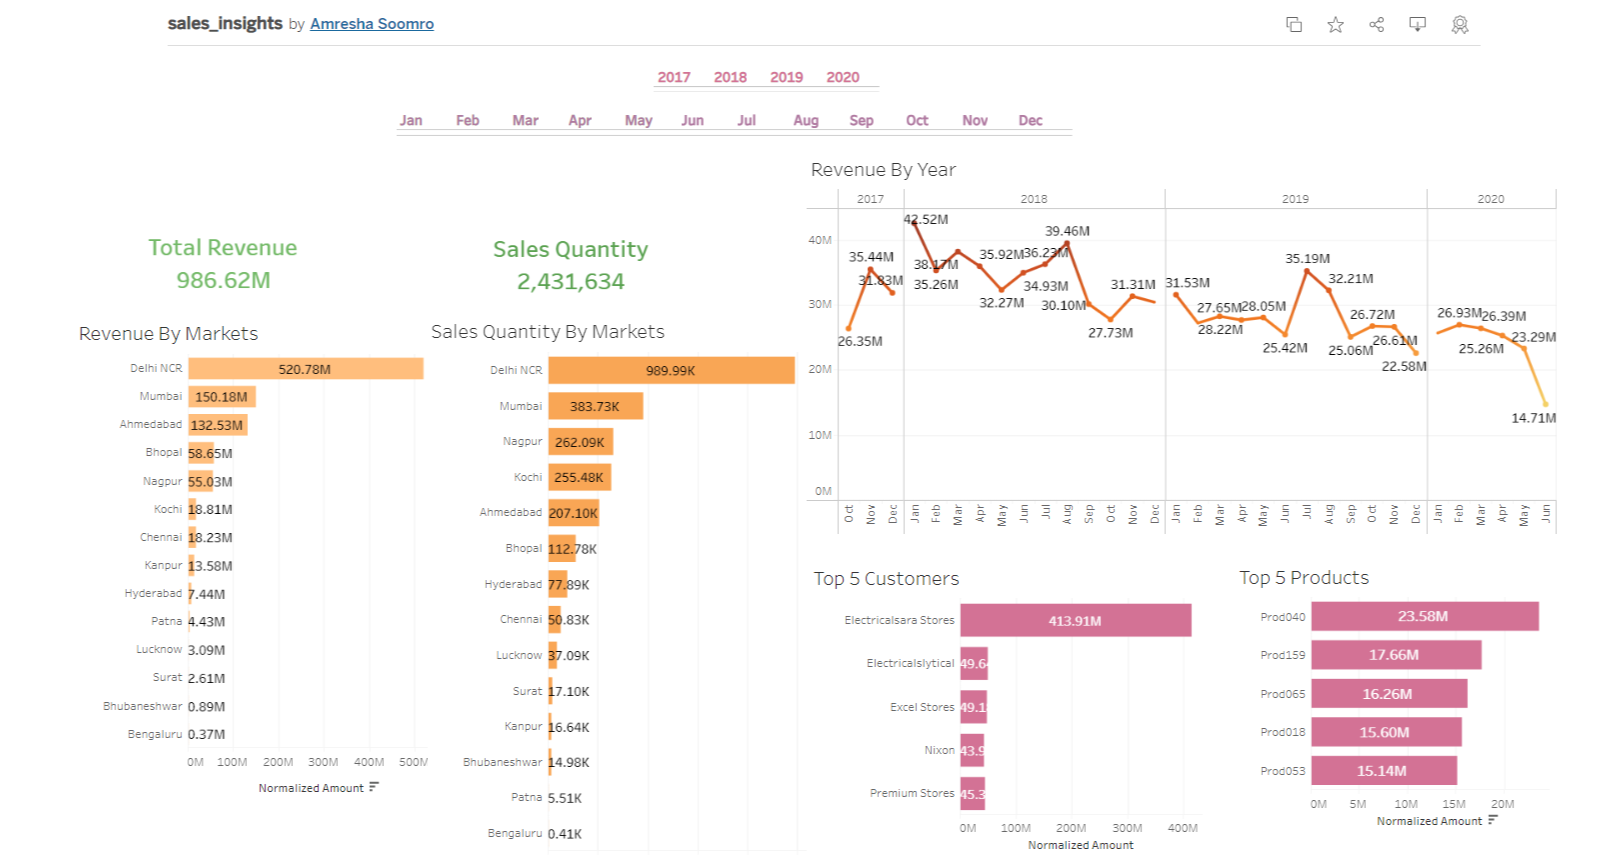 sales_insights by Amresha Soomro
2017 2018 2019 2020
Jan Feb Mar Apr May Jun Jul Aug Sep Oct Nov Dec
Total Revenue
986.62M
Sales Quantity
2,431,634
Revenue By Markets
Delhi NCR 520.78M
Mumbai 150.18M
Ahmedabad 132.53M
Bhopal 58.65M
Nagpur 55.03M
Kochi 18.81M
Chennai 18.23M
Kanpur 13.58M
Hyderabad 7.44M
Patna 4.43M
Lucknow 3.09M
Surat 2.61M
Bhubaneshwar 0.89M
Bengaluru 0.37M
0M 100M 200M 300M 400M 500M
Normalized Amount
Sales Quantity By Markets
Delhi NCR 989.99K
Mumbai 383.73K
Nagpur 262.09K
Kochi 255.48K
Ahmedabad 207.10K
Bhopal 112.78K
Hyderabad 77.89K
Chennai 50.83K
Lucknow 37.09K
Surat 17.10K
Kanpur 16.64K
Bhubaneshwar 14.98K
Patna 5.51K
Bengaluru 0.41K
Revenue By Year
2017 2018 2019 2020
40M
30M
20M
10M
0M
26.35M
35.44M
31.83M
42.52M
35.26M
38.17M
35.92M
32.27M
34.93M
36.23M
39.46M
30.10M
27.73M
31.31M
31.53M
28.22M
27.65M
28.05M
25.42M
35.19M
32.21M
25.06M
26.72M
26.61M
22.58M
26.93M
26.39M
25.26M
23.29M
14.71M
Oct Nov Dec Jan Feb Mar Apr May Jun Jul Aug Sep Oct Nov Dec Jan Feb Mar Apr May Jun Jul Aug Sep Oct Nov Dec Jan Feb Mar Apr May Jun
Top 5 Customers
Electricalsara Stores 413.91M
Electricalslytical 49.6
Excel Stores 49.1
Nixon 43.9
Premium Stores 45.3
0M 100M 200M 300M 400M
Normalized Amount
Top 5 Products
Prod040 23.58M
Prod159 17.66M
Prod065 16.26M
Prod018 15.60M
Prod053 15.14M
0M 5M 10M 15M 20M
Normalized Amount